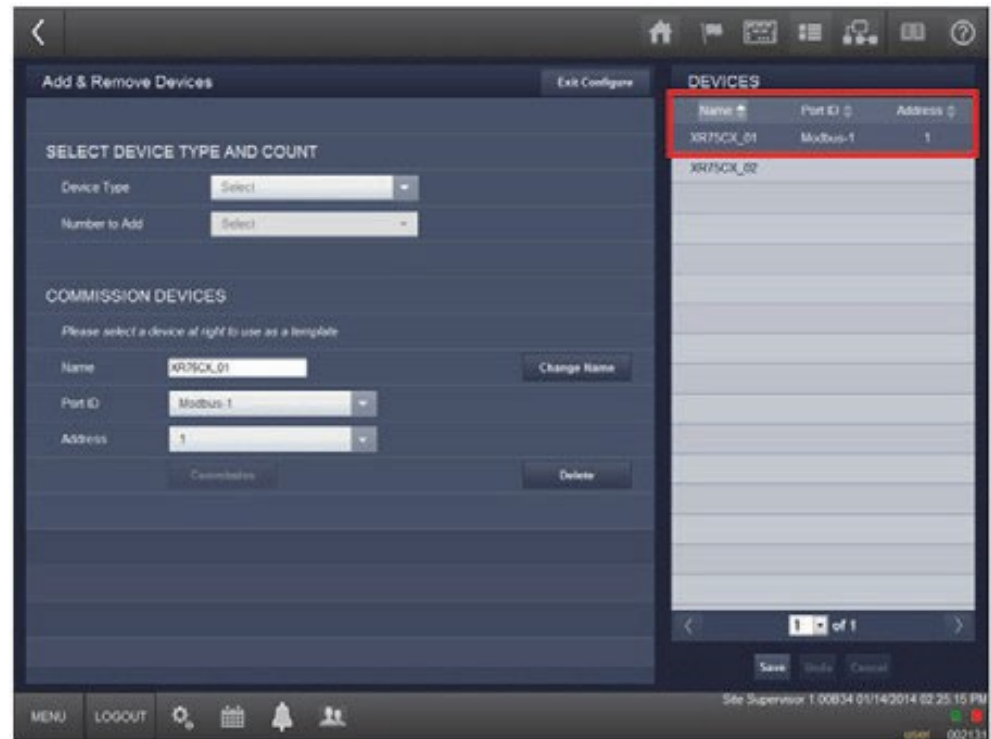 Add & Remove Devices
Exit Configure
SELECT DEVICE TYPE AND COUNT
Device Type
Select
Number to Add
Select
COMMISSION DEVICES
Please select a device at right to use as a template
Name
XR75CX_01
Change Name
Port ID
Modbus-1
Address
1
Commission
Delete
DEVICES
Name Port ID Address
XR75CX_01 Modbus-1 1
XR75CX_02
1 of 1
Save Undo Cancel
MENU LOGOUT
Site Supervisor 1.00B34 01/14/2014 02:25:15 PM
user 002131